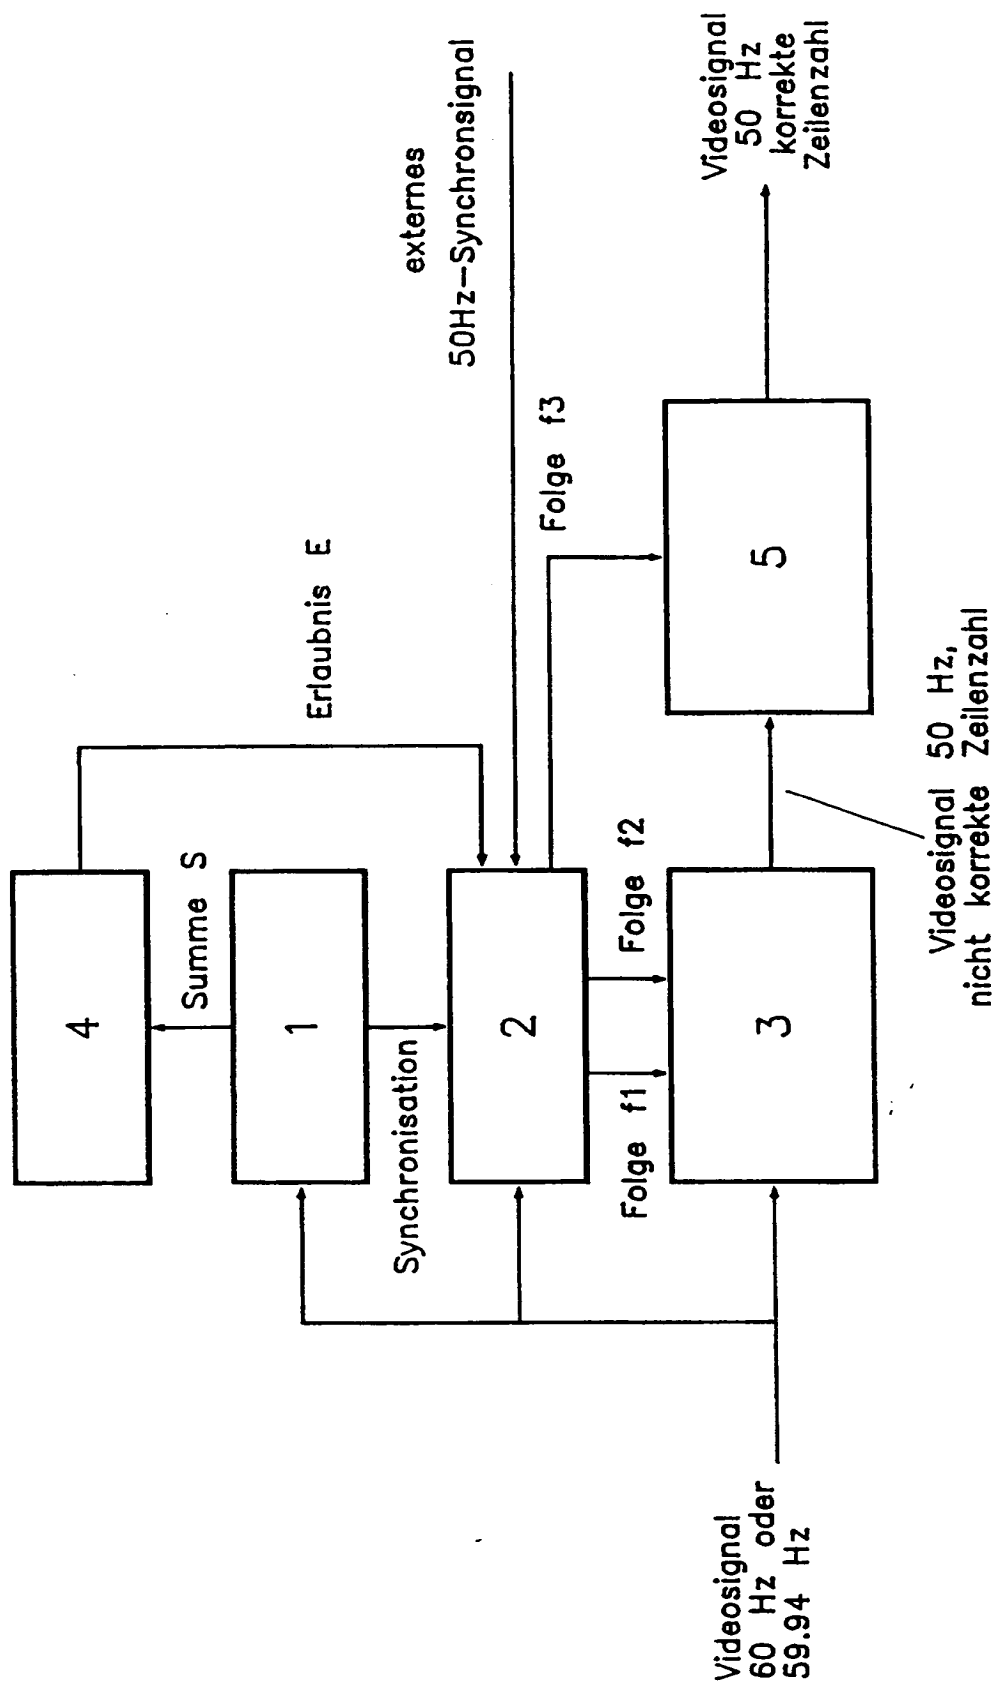 4
Summe S
1
Erlaubnis E
externes
50Hz-Synchronsignal
Synchronisation
2
Folge f3
Folge f1
Folge f2
Videosignal
60 Hz oder
59.94 Hz
3
5
Videosignal
50 Hz
korrekte
Zeilenzahl
Videosignal 50 Hz,
nicht korrekte Zeilenzahl